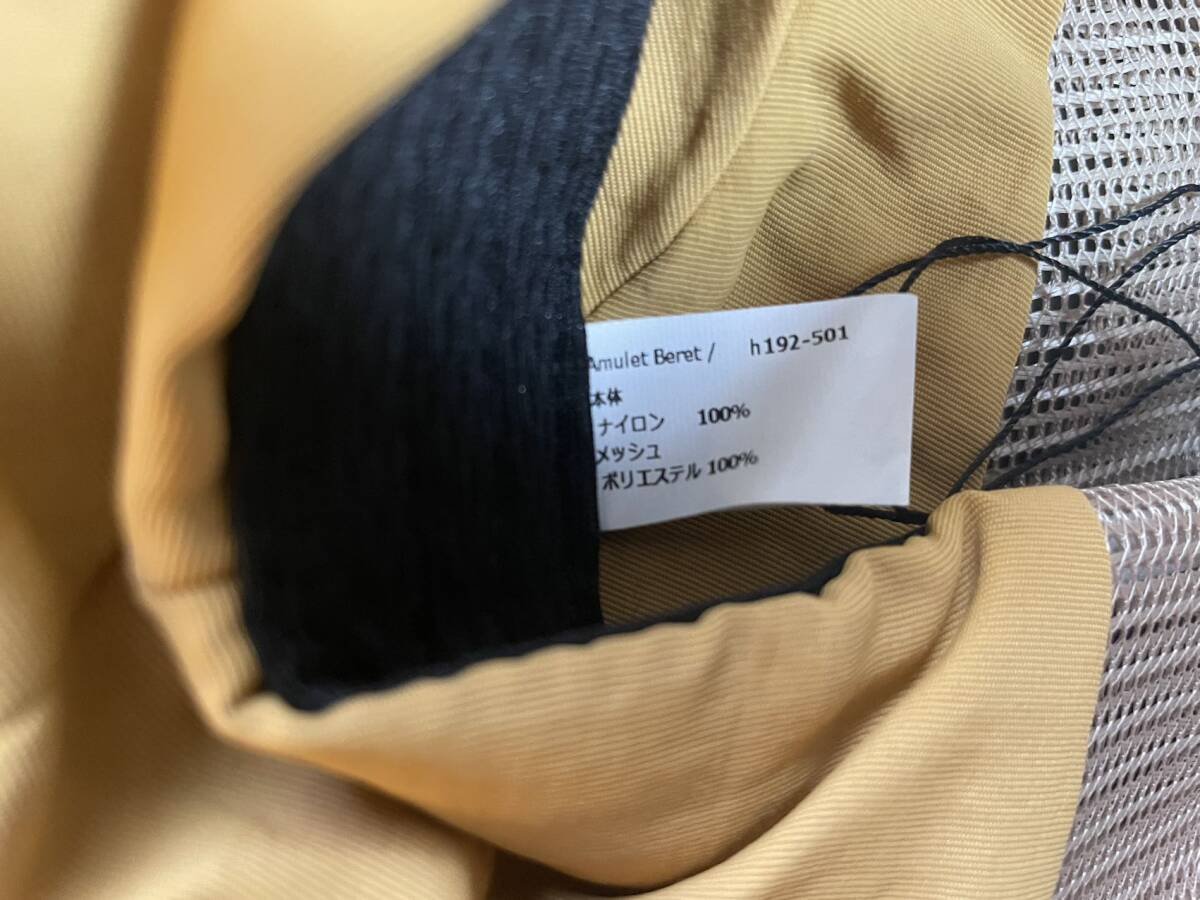 Amulet Beret / h192-501
本体
ナイロン 100%
メッシュ
ポリエステル 100%